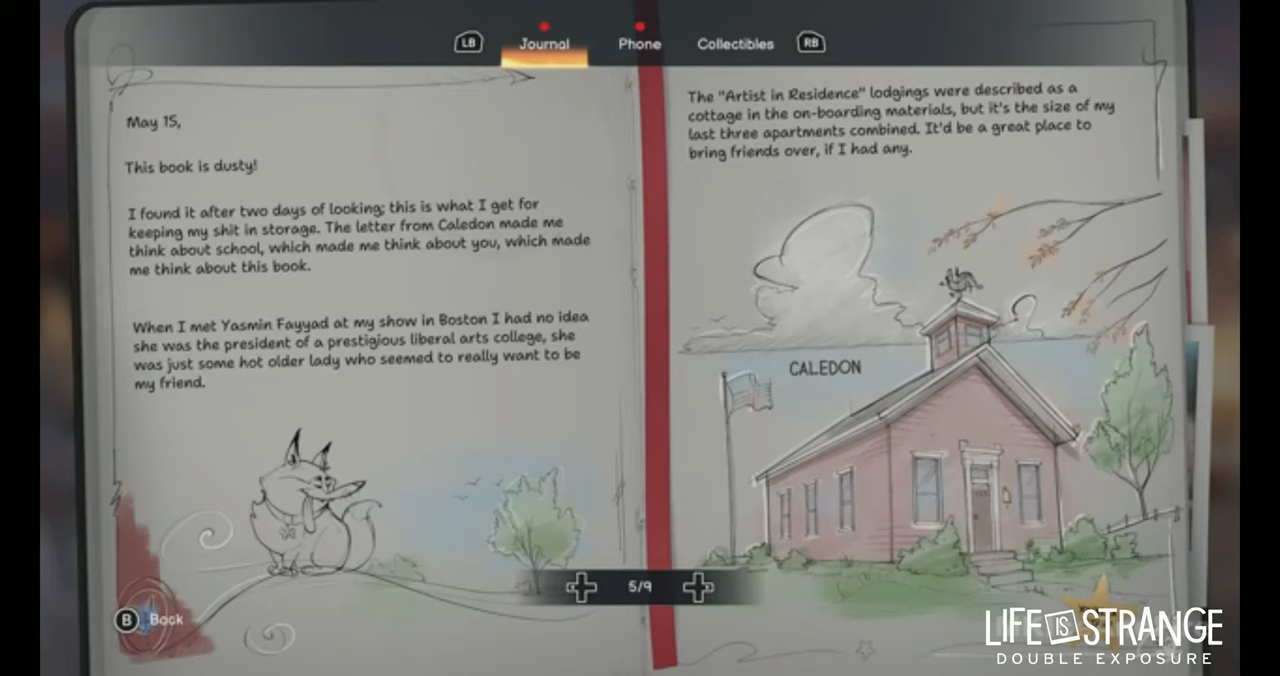 LB Journal Phone Collectibles RB
May 15,
This book is dusty!
I found it after two days of looking; this is what I get for
keeping my shit in storage. The letter from Caledon made me
think about school, which made me think about you, which made
me think about this book.
When I met Yasmin Fayyad at my show in Boston I had no idea
she was the president of a prestigious liberal arts college, she
was just some hot older lady who seemed to really want to be
my friend.
The "Artist in Residence" lodgings were described as a
cottage in the on-boarding materials, but it's the size of my
last three apartments combined. It'd be a great place to
bring friends over, if I had any.
CALEDON
5/9
B Back
LIFE IS STRANGE
DOUBLE EXPOSURE